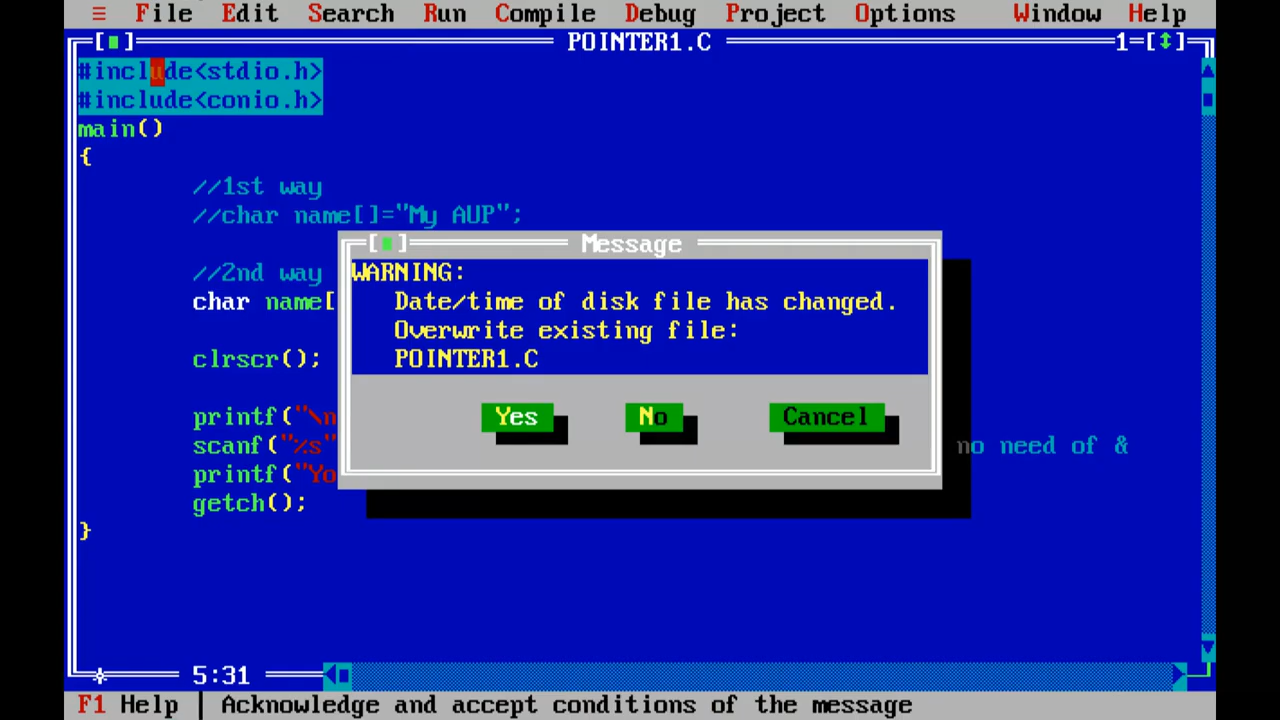 ≡ File Edit Search Run Compile Debug Project Options Window Help
[■] POINTER1.C 1=[↕]
#include<stdio.h>
#include<conio.h>
main()
{
//1st way
//char name[]="My AUP";
//2nd way
char name[
clrscr();
printf("\n
scanf("%s" no need of &
printf("Yo
getch();
}
[■] Message
WARNING:
Date/time of disk file has changed.
Overwrite existing file:
POINTER1.C
Yes No Cancel
5:31
F1 Help | Acknowledge and accept conditions of the message